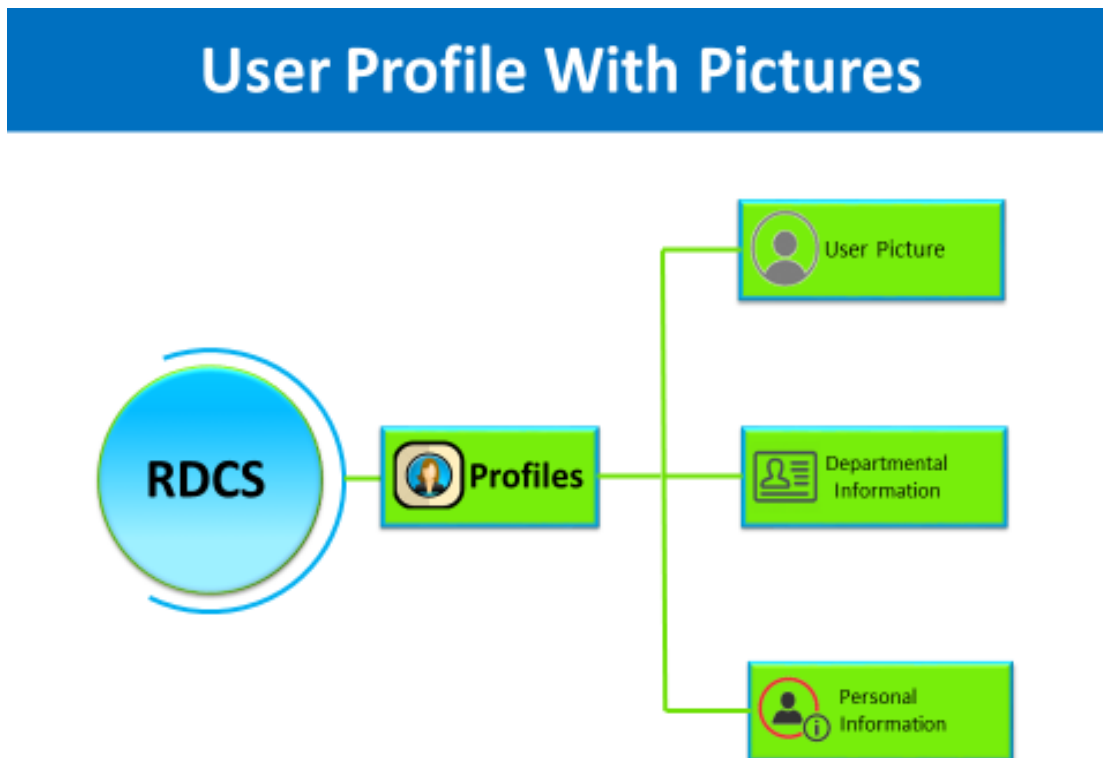 User Profile With Pictures
User Picture
RDCS
Profiles
Departmental
Information
Personal
Information